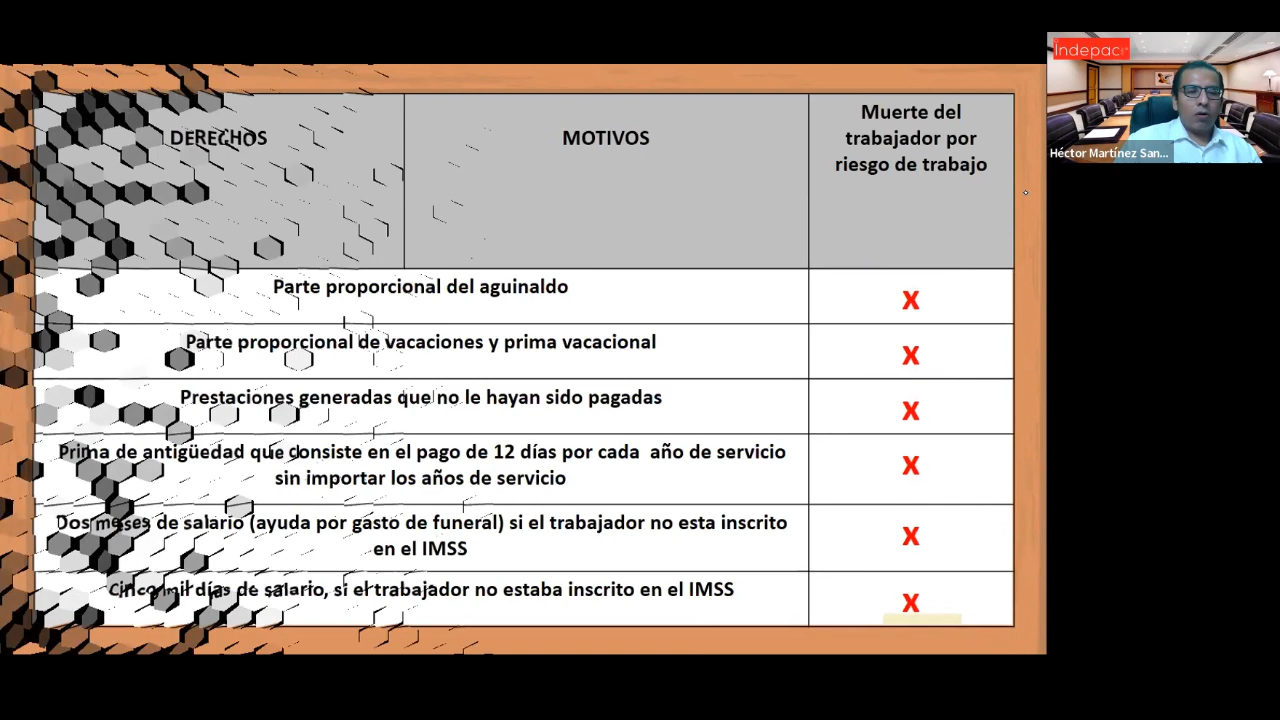 Indepac
Muerte del
trabajador por
riesgo de trabajo
DERECHOS
MOTIVOS
Héctor Martínez San...
Parte proporcional del aguinaldo
X
Parte proporcional de vacaciones y prima vacacional
X
Prestaciones generadas que no le hayan sido pagadas
X
Prima de antigüedad que consiste en el pago de 12 días por cada año de servicio
sin importar los años de servicio
X
Dos meses de salario (ayuda por gasto de funeral) si el trabajador no esta inscrito
en el IMSS
X
Cinco mil días de salario, si el trabajador no estaba inscrito en el IMSS
X